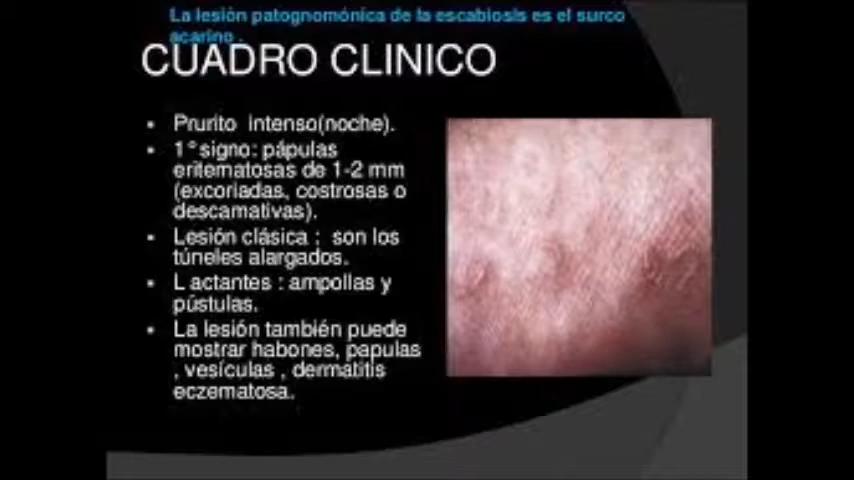 La lesión patognomónica de la escabiosis es el surco
acarino .
CUADRO CLINICO
▪ Prurito intenso(noche).
▪ 1°signo: pápulas
eritematosas de 1-2 mm
(excoriadas, costrosas o
descamativas).
▪ Lesión clásica : son los
túneles alargados.
▪ L actantes : ampollas y
pústulas.
▪ La lesión también puede
mostrar habones, papulas
, vesículas , dermatitis
eczematosa.